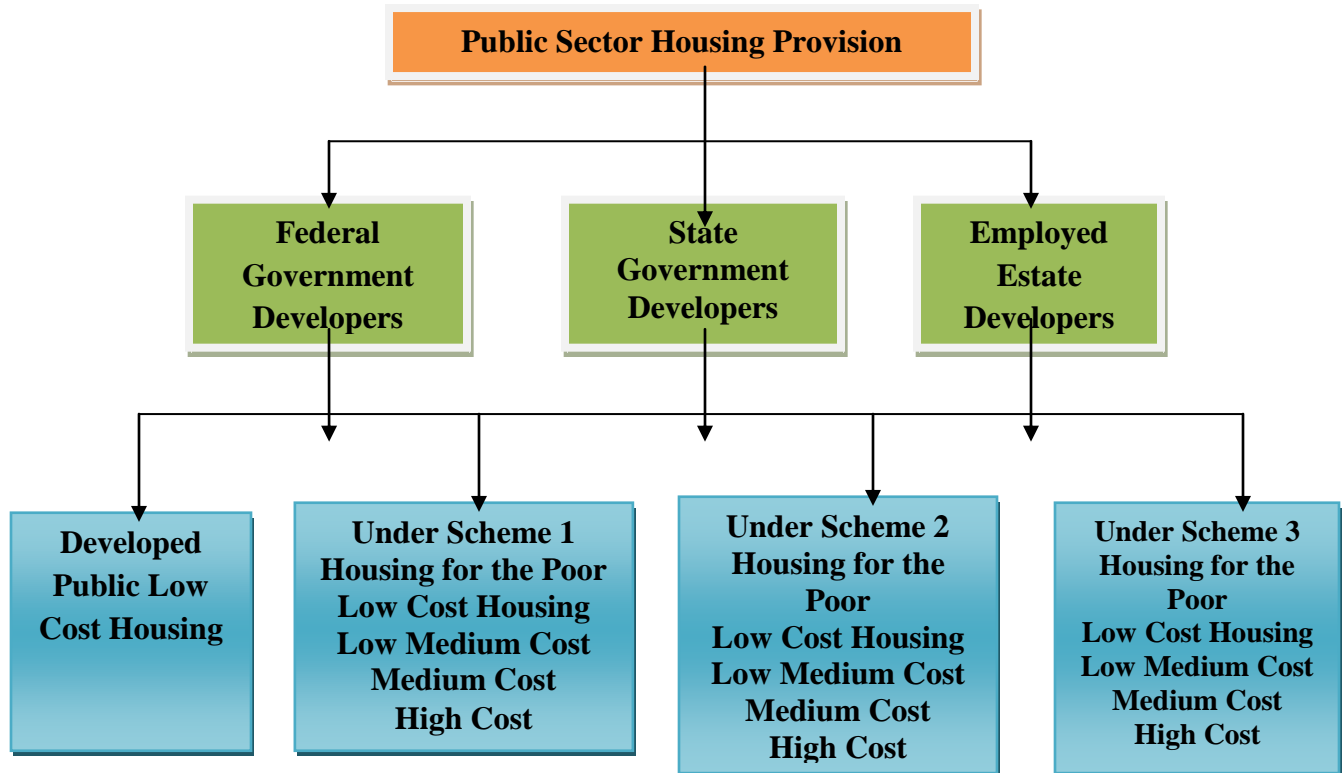 Public Sector Housing Provision
Federal
Government
Developers
State
Government
Developers
Employed
Estate
Developers
Developed
Public Low
Cost Housing
Under Scheme 1
Housing for the Poor
Low Cost Housing
Low Medium Cost
Medium Cost
High Cost
Under Scheme 2
Housing for the
Poor
Low Cost Housing
Low Medium Cost
Medium Cost
High Cost
Under Scheme 3
Housing for the
Poor
Low Cost Housing
Low Medium Cost
Medium Cost
High Cost